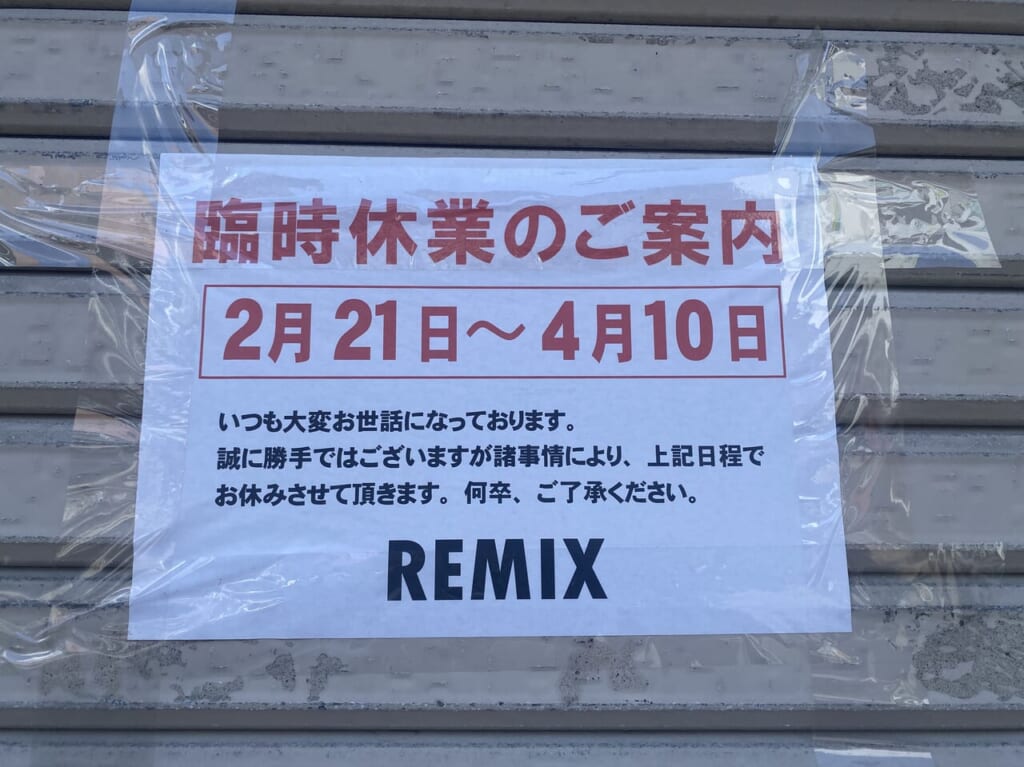 臨時休業のご案内
2月21日～4月10日
いつも大変お世話になっております。
誠に勝手ではございますが諸事情により、上記日程で
お休みさせて頂きます。何卒、ご了承ください。
REMIX